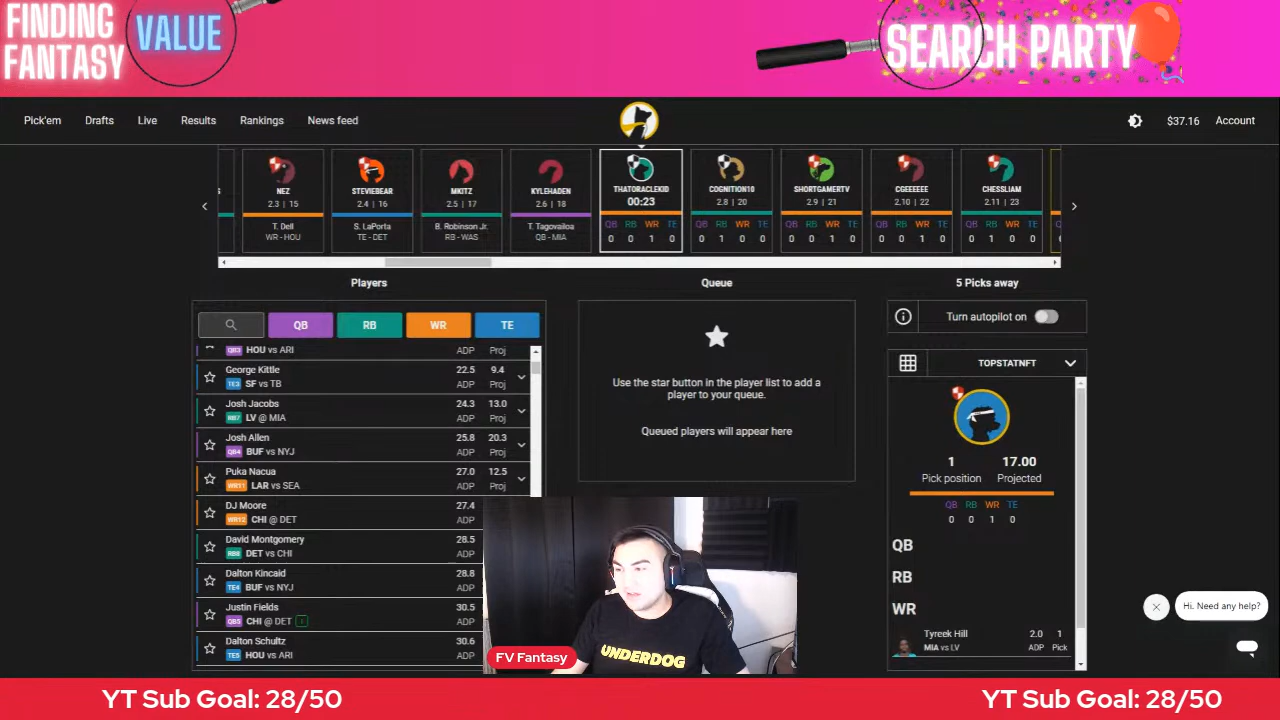 FINDING
FANTASY
VALUE
SEARCH PARTY
Pick'em
Drafts
Live
Results
Rankings
News feed
$37.16
Account
NEZ
2.3 | 15
T. Dell
WR - HOU
STEVIEBEAR
2.4 | 16
S. LaPorta
TE - DET
MKITZ
2.5 | 17
B. Robinson Jr.
RB - WAS
KYLEHADEN
2.6 | 18
T. Tagovailoa
QB - MIA
THATORACLEKID
00:23
QB RB WR TE
0 0 1 0
COGNITION10
2.8 | 20
QB RB WR TE
0 1 0 0
SHORTGAMERTV
2.9 | 21
QB RB WR TE
0 0 1 0
CGEEEEEE
2.10 | 22
QB RB WR TE
0 0 1 0
CHESSLIAM
2.11 | 23
QB RB WR TE
0 1 0 0
Players
Queue
5 Picks away
QB
RB
WR
TE
QB3 HOU vs ARI
ADP Proj
George Kittle 22.5 9.4
TE3 SF vs TB ADP Proj
Josh Jacobs 24.3 13.0
RB7 LV @ MIA ADP Proj
Josh Allen 25.8 20.3
QB4 BUF vs NYJ ADP Proj
Puka Nacua 27.0 12.5
WR11 LAR vs SEA ADP Proj
DJ Moore 27.4
WR12 CHI @ DET ADP
David Montgomery 28.5
RB8 DET vs CHI ADP
Dalton Kincaid 28.8
TE4 BUF vs NYJ ADP
Justin Fields 30.5
QB5 CHI @ DET I ADP
Dalton Schultz 30.6
TE5 HOU vs ARI ADP
Use the star button in the player list to add a
player to your queue.
Queued players will appear here
Turn autopilot on
TOPSTATNFT
1 17.00
Pick position Projected
QB RB WR TE
0 0 1 0
QB
RB
WR
Tyreek Hill 2.0 1
MIA vs LV ADP Pick
Hi. Need any help?
UNDERDOG
FV Fantasy
YT Sub Goal: 28/50
YT Sub Goal: 28/50